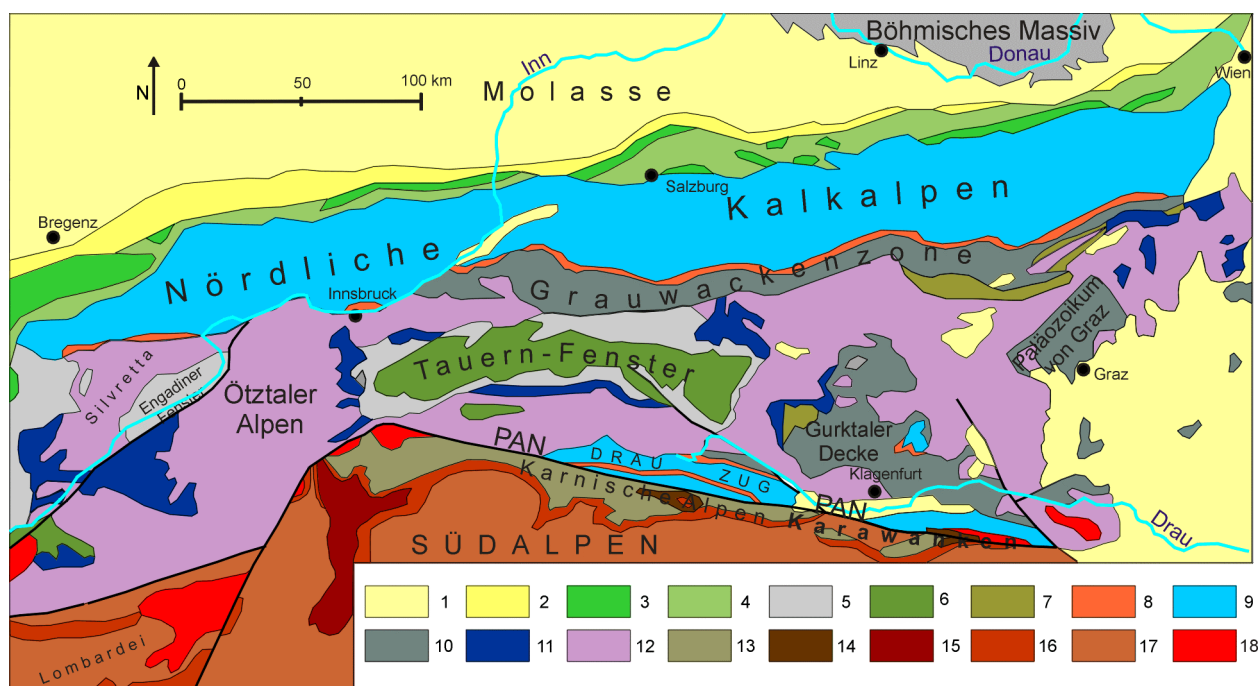 Böhmisches Massiv
Linz
Donau
Wien
Inn
0 50 100 km
N
Molasse
Salzburg
Kalkalpen
Bregenz
Nördliche
Innsbruck
Grauwackenzone
Paläozoikum
von Graz
Graz
Silvretta
Engadiner
Fenster
Ötztaler
Alpen
Tauern-Fenster
PAN
DRAU
ZUG
Gurktaler
Decke
Klagenfurt
PAN
Karnische Alpen
Karawanken
Drau
SÜDALPEN
Lombardei
1 2 3 4 5 6 7 8 9
10 11 12 13 14 15 16 17 18